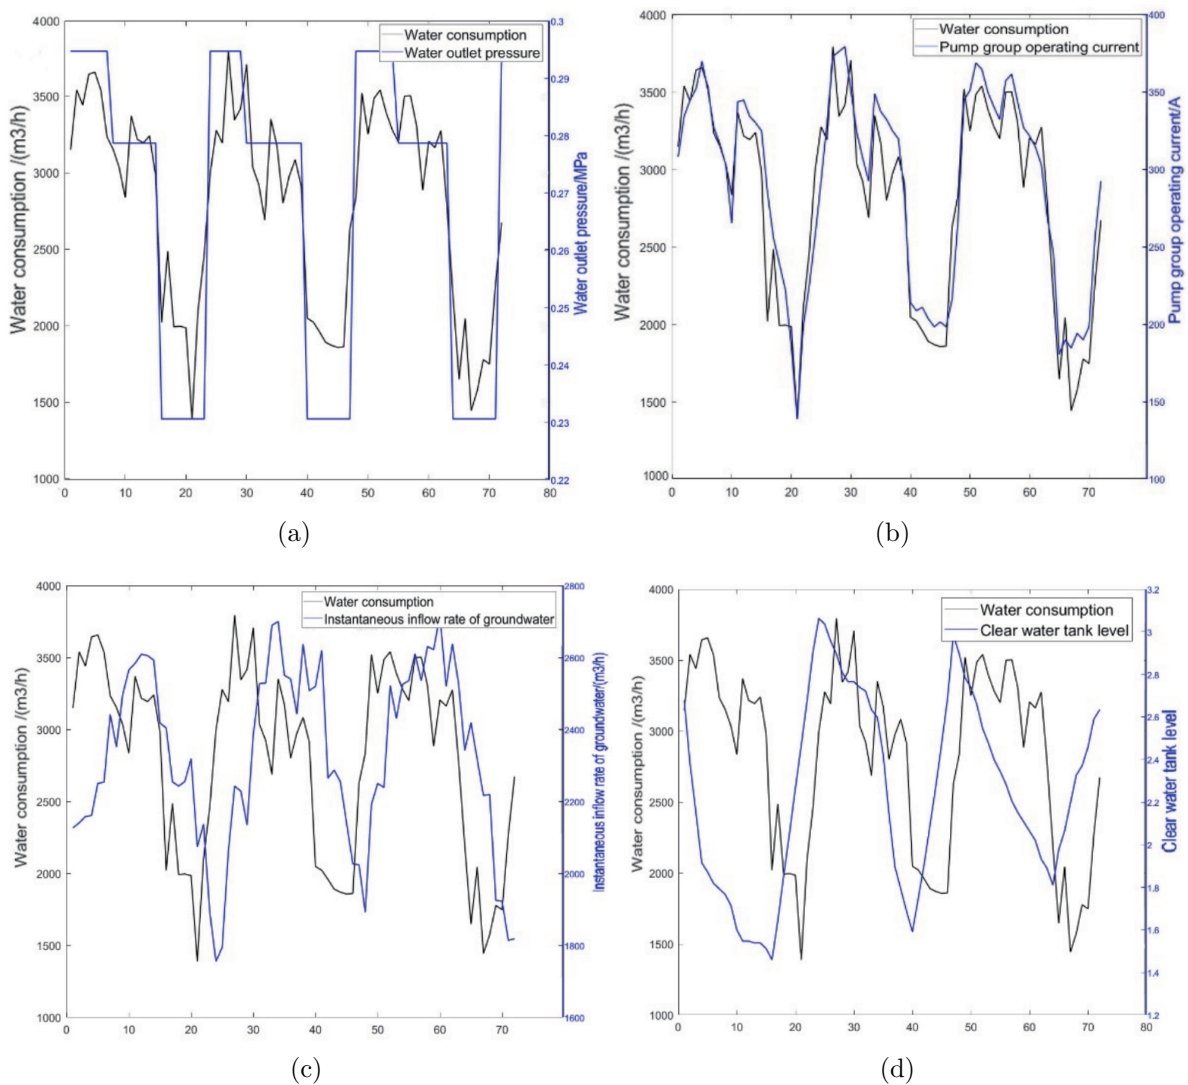 4000
3500
3000
2500
2000
1500
1000
Water consumption /(m3/h)
Water consumption
Water outlet pressure
0.3
0.29
0.28
0.27
0.26
0.25
0.24
0.23
0.22
Water outlet pressure/MPa
0 10 20 30 40 50 60 70 80
(a)
4000
3500
3000
2500
2000
1500
1000
Water consumption /(m3/h)
Water consumption
Pump group operating current
400
350
300
250
200
150
100
Pump group operating current/A
0 10 20 30 40 50 60 70 80
(b)
4000
3500
3000
2500
2000
1500
1000
Water consumption /(m3/h)
Water consumption
Instantaneous inflow rate of groundwater
2800
2600
2400
2200
2000
1800
1600
Instantaneous inflow rate of groundwater/(m3/h)
0 10 20 30 40 50 60 70
(c)
4000
3500
3000
2500
2000
1500
1000
Water consumption /(m3/h)
Water consumption
Clear water tank level
3.2
3
2.8
2.6
2.4
2.2
2
1.8
1.6
1.4
1.2
Clear water tank level
0 10 20 30 40 50 60 70 80
(d)